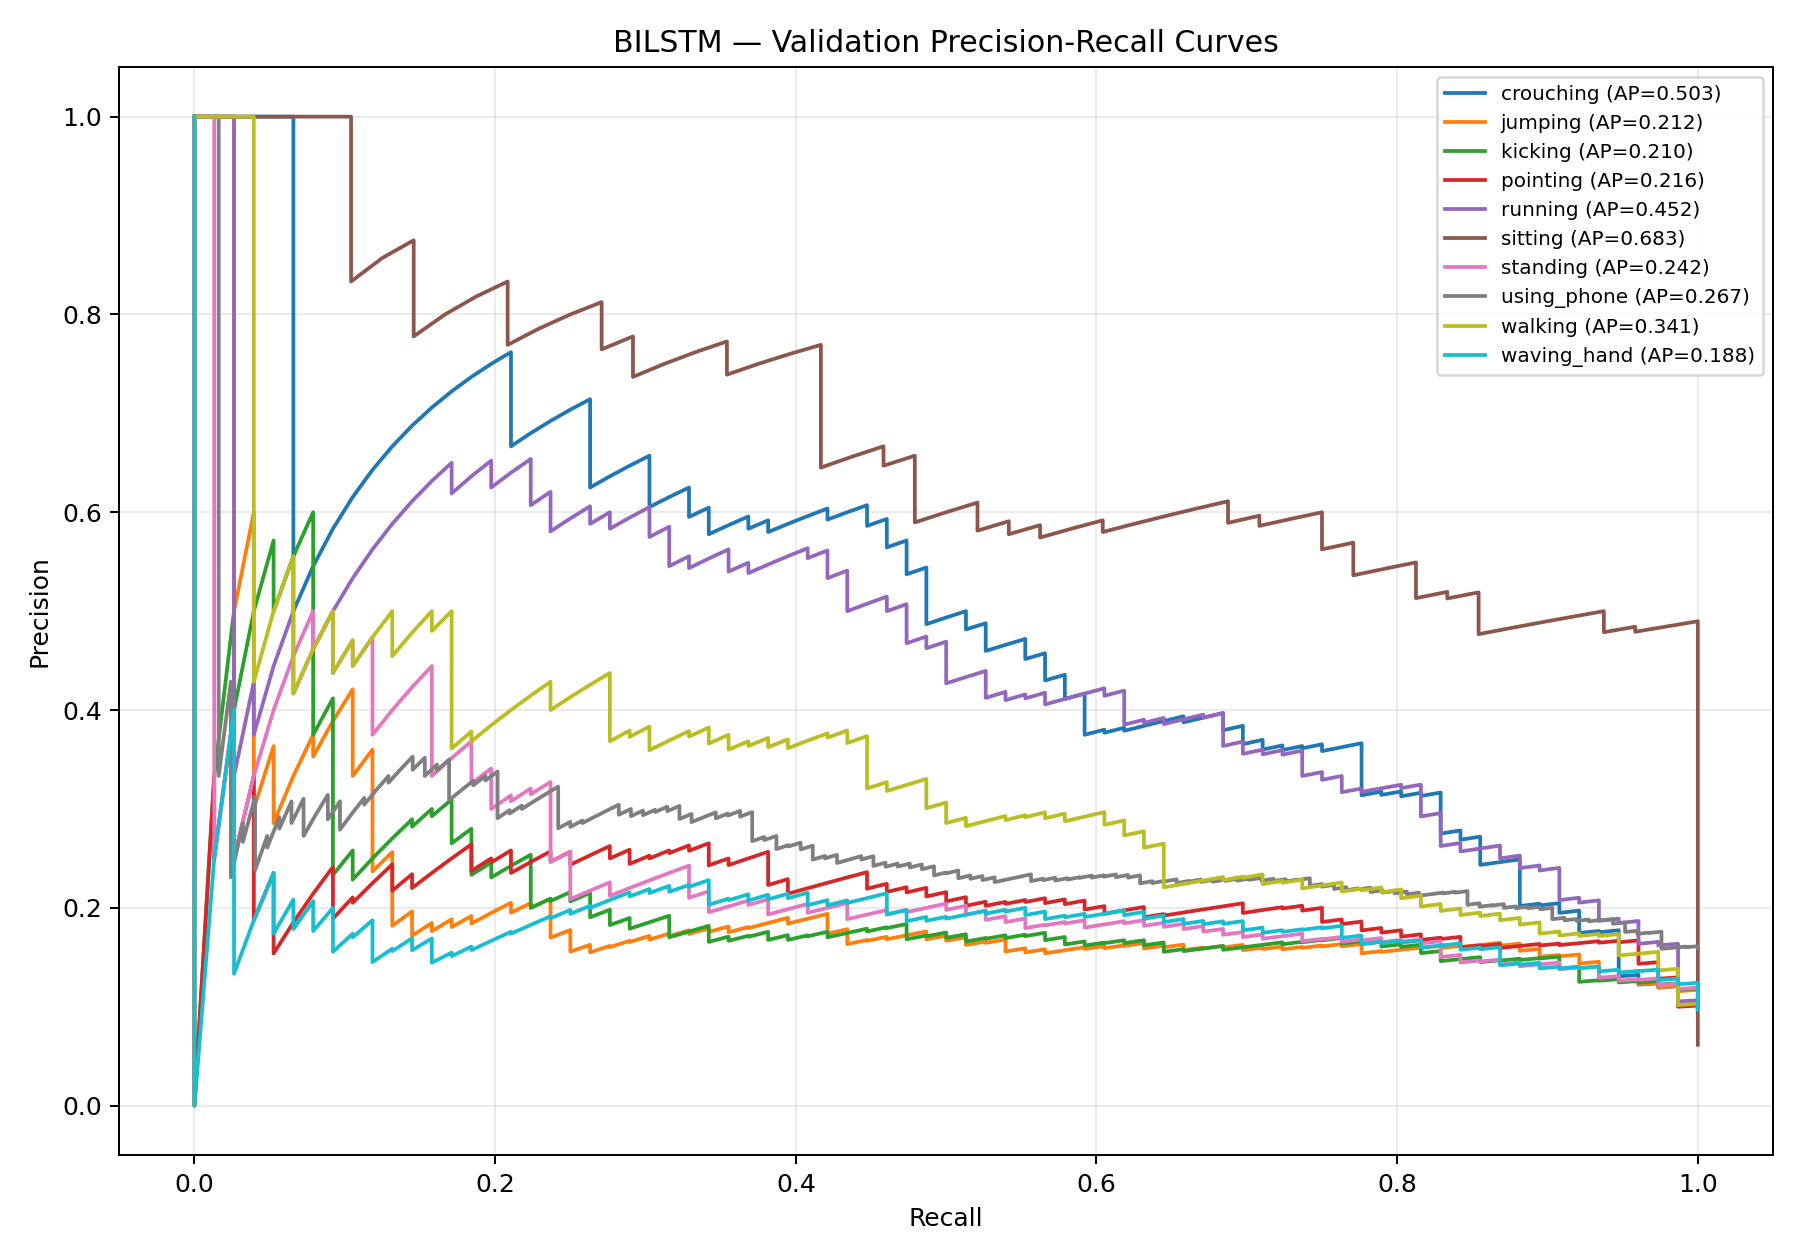 BILSTM — Validation Precision-Recall Curves
crouching (AP=0.503)
jumping (AP=0.212)
kicking (AP=0.210)
pointing (AP=0.216)
running (AP=0.452)
sitting (AP=0.683)
standing (AP=0.242)
using_phone (AP=0.267)
walking (AP=0.341)
waving_hand (AP=0.188)
Precision
1.0
0.8
0.6
0.4
0.2
0.0
0.0 0.2 0.4 0.6 0.8 1.0
Recall